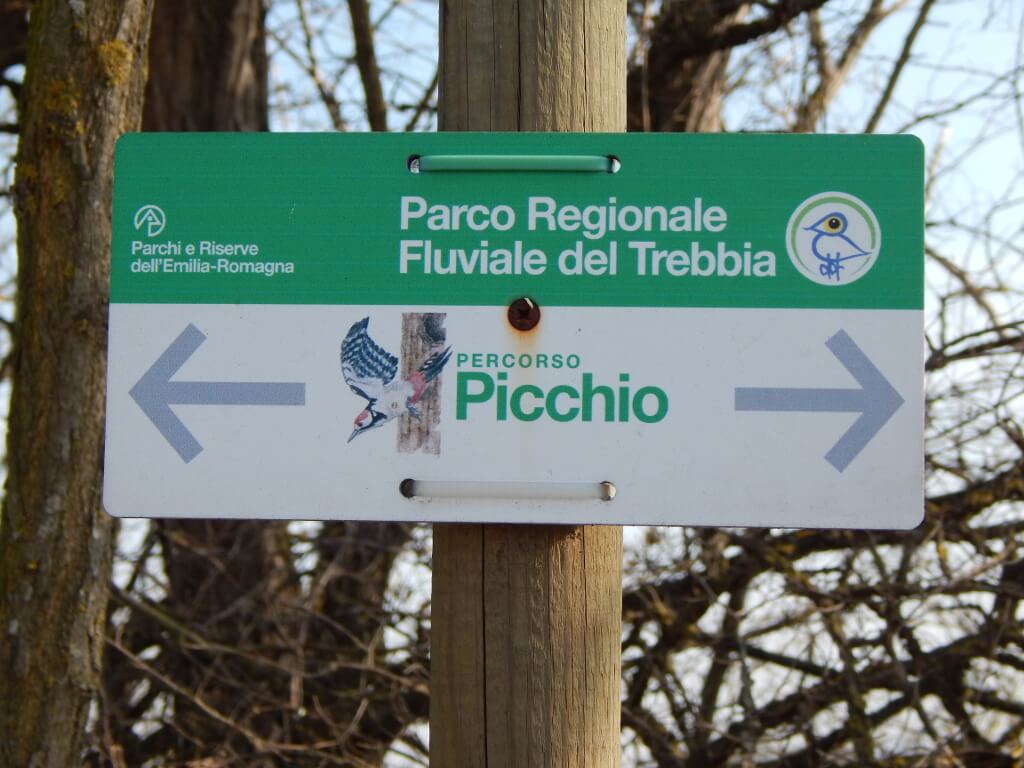 Parchi e Riserve
dell'Emilia-Romagna
Parco Regionale
Fluviale del Trebbia
PERCORSO
Picchio